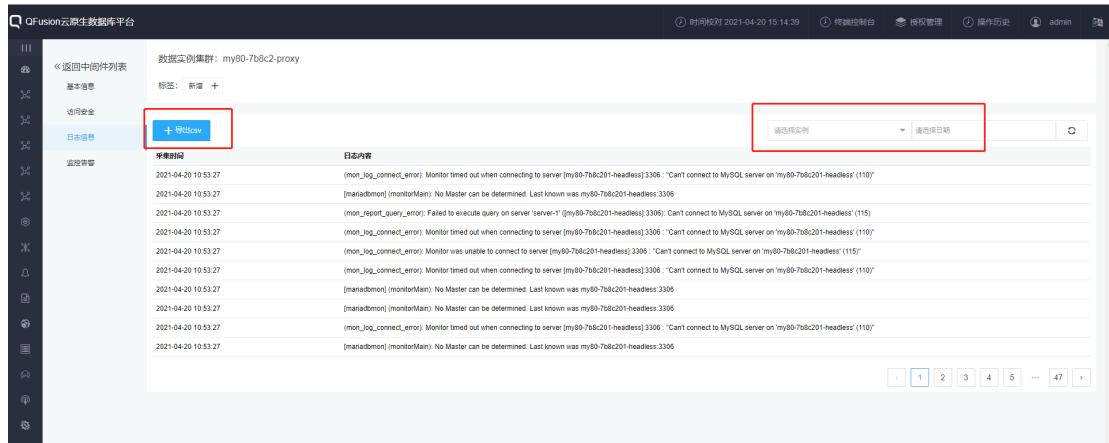 QFusion云原生数据库平台
时间校对 2021-04-20 15:14:39
终端控制台
授权管理
操作历史
admin
≪返回中间件列表
基本信息
访问安全
日志信息
监控告警
数据实例集群：my80-7b8c2-proxy
标签： 新增 +
+ 导出csv
请选择实例
请选择日期
采集时间 日志内容
2021-04-20 10:53:27 (mon_log_connect_error): Monitor timed out when connecting to server [my80-7b8c201-headless]:3306 : "Can't connect to MySQL server on 'my80-7b8c201-headless' (110)"
2021-04-20 10:53:27 [mariadbmon] (monitorMain): No Master can be determined. Last known was my80-7b8c201-headless:3306
2021-04-20 10:53:27 (mon_report_query_error): Failed to execute query on server 'server-1' ([my80-7b8c201-headless]:3306): Can't connect to MySQL server on 'my80-7b8c201-headless' (115)
2021-04-20 10:53:27 (mon_log_connect_error): Monitor timed out when connecting to server [my80-7b8c201-headless]:3306 : "Can't connect to MySQL server on 'my80-7b8c201-headless' (110)"
2021-04-20 10:53:27 (mon_log_connect_error): Monitor was unable to connect to server [my80-7b8c201-headless]:3306 : "Can't connect to MySQL server on 'my80-7b8c201-headless' (115)"
2021-04-20 10:53:27 (mon_log_connect_error): Monitor timed out when connecting to server [my80-7b8c201-headless]:3306 : "Can't connect to MySQL server on 'my80-7b8c201-headless' (110)"
2021-04-20 10:53:27 [mariadbmon] (monitorMain): No Master can be determined. Last known was my80-7b8c201-headless:3306
2021-04-20 10:53:27 [mariadbmon] (monitorMain): No Master can be determined. Last known was my80-7b8c201-headless:3306
2021-04-20 10:53:27 (mon_log_connect_error): Monitor timed out when connecting to server [my80-7b8c201-headless]:3306 : "Can't connect to MySQL server on 'my80-7b8c201-headless' (110)"
2021-04-20 10:53:27 [mariadbmon] (monitorMain): No Master can be determined. Last known was my80-7b8c201-headless:3306
‹ 1 2 3 4 5 ··· 47 ›